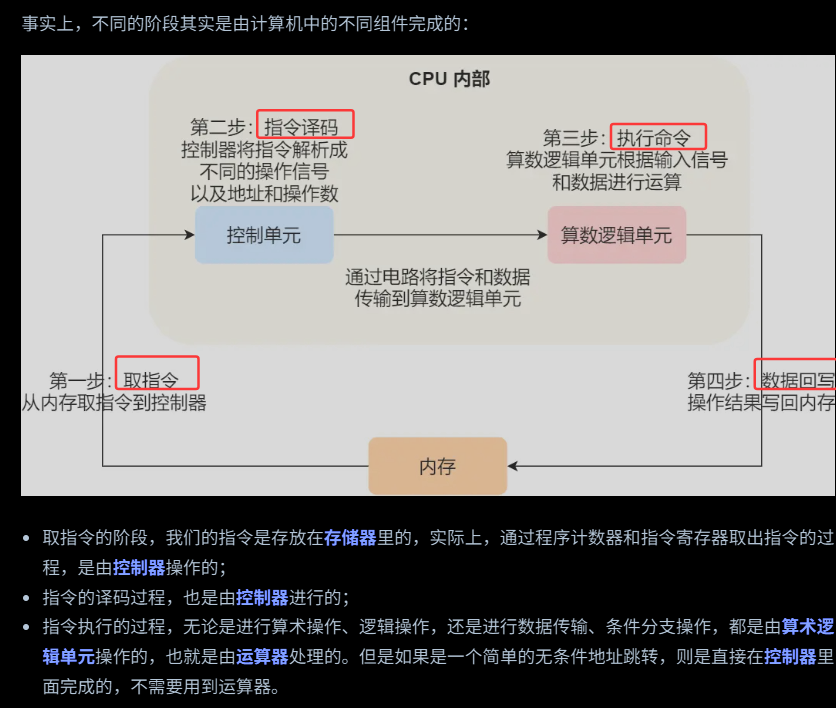 事实上，不同的阶段其实是由计算机中的不同组件完成的：
CPU 内部
第二步：指令译码
控制器将指令解析成
不同的操作信号
以及地址和操作数
第三步：执行命令
算数逻辑单元根据输入信号
和数据进行运算
控制单元
算数逻辑单元
通过电路将指令和数据
传输到算数逻辑单元
第一步：取指令
从内存取指令到控制器
第四步：数据回写
操作结果写回内存
内存
取指令的阶段，我们的指令是存放在存储器里的，实际上，通过程序计数器和指令寄存器取出指令的过
程，是由控制器操作的；
指令的译码过程，也是由控制器进行的；
指令执行的过程，无论是进行算术操作、逻辑操作，还是进行数据传输、条件分支操作，都是由算术逻
辑单元操作的，也就是由运算器处理的。但是如果是一个简单的无条件地址跳转，则是直接在控制器里
面完成的，不需要用到运算器。